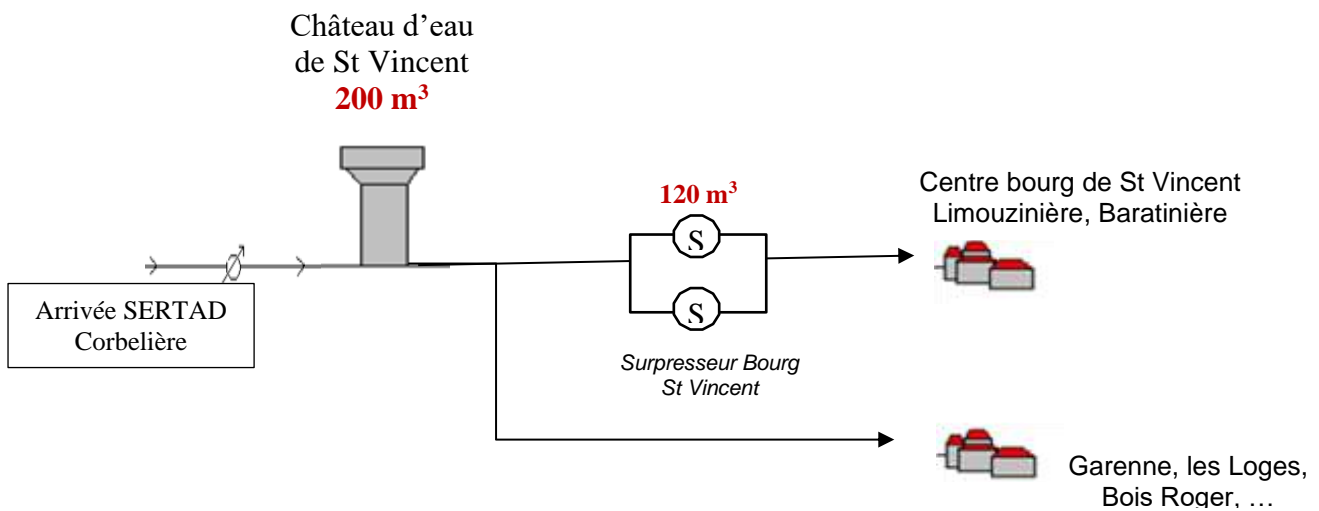 Château d’eau
de St Vincent
200 m³
Arrivée SERTAD
Corbelière
120 m³
S
S
Surpresseur Bourg
St Vincent
Centre bourg de St Vincent
Limouzinière, Baratinière
Garenne, les Loges,
Bois Roger, …